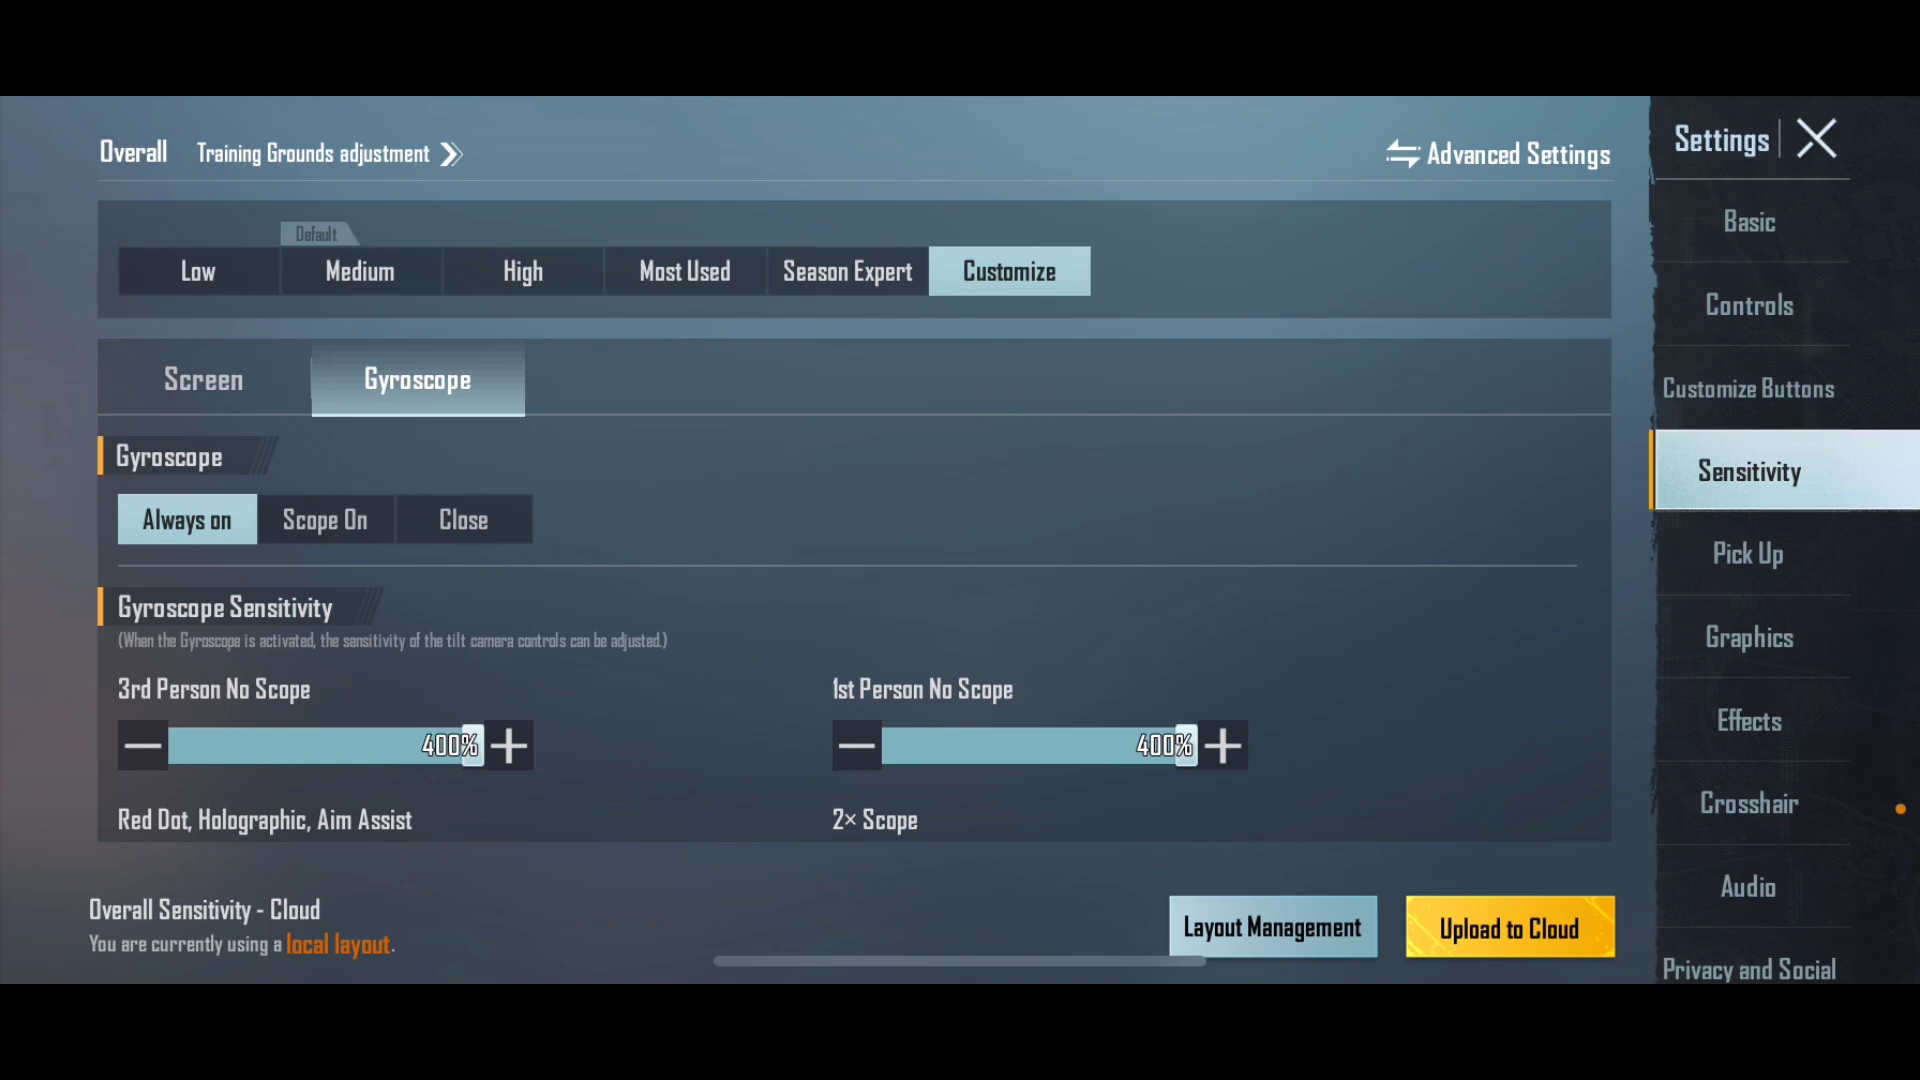 Overall
Training Grounds adjustment
Advanced Settings
Settings
Default
Low
Medium
High
Most Used
Season Expert
Customize
Screen
Gyroscope
Gyroscope
Always on
Scope On
Close
Gyroscope Sensitivity
(When the Gyroscope is activated, the sensitivity of the tilt camera controls can be adjusted.)
3rd Person No Scope
1st Person No Scope
400%
400%
Red Dot, Holographic, Aim Assist
2× Scope
Overall Sensitivity - Cloud
You are currently using a local layout.
Layout Management
Upload to Cloud
Basic
Controls
Customize Buttons
Sensitivity
Pick Up
Graphics
Effects
Crosshair
Audio
Privacy and Social